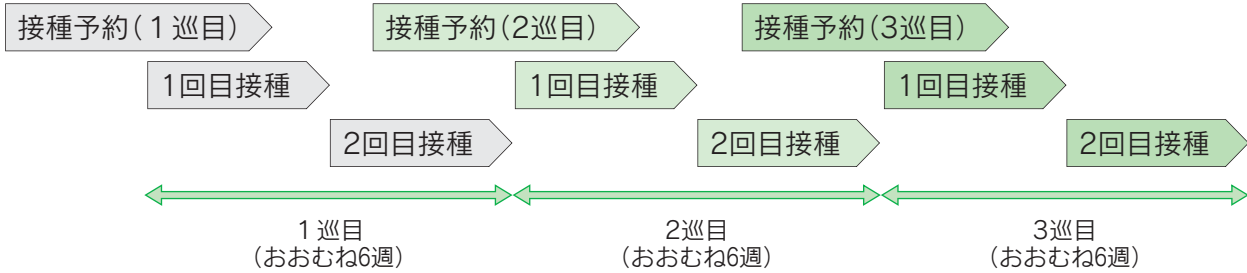 接種予約(１巡目)
接種予約(2巡目)
接種予約(3巡目)
1回目接種
1回目接種
1回目接種
2回目接種
2回目接種
2回目接種
１巡目
(おおむね6週)
2巡目
(おおむね6週)
3巡目
(おおむね6週)